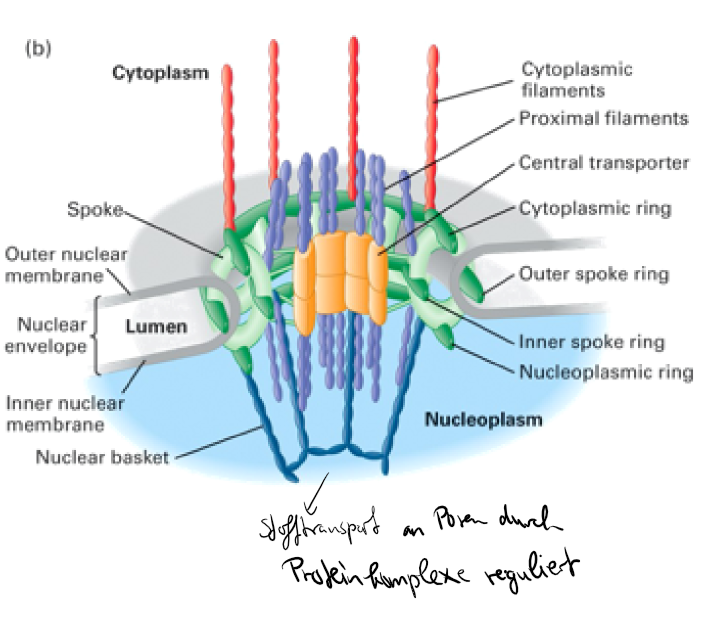 (b)
Cytoplasm
Cytoplasmic
filaments
Proximal filaments
Central transporter
Spoke
Cytoplasmic ring
Outer nuclear
membrane
Outer spoke ring
Nuclear
envelope
Lumen
Inner spoke ring
Nucleoplasmic ring
Inner nuclear
membrane
Nucleoplasm
Nuclear basket
Stofftransport an Poren durch
Proteinkomplexe reguliert